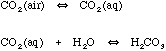 CO₂(air) ⇔ CO₂(aq)
CO₂(aq) + H₂O ⇔ H₂CO₃